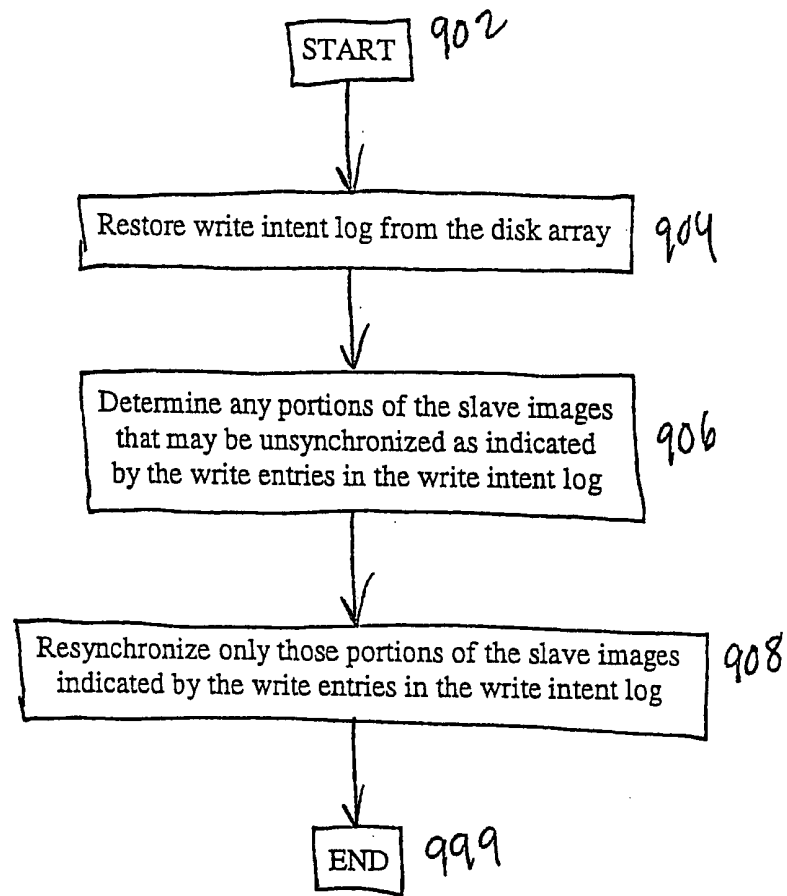 START 902
Restore write intent log from the disk array 904
Determine any portions of the slave images
that may be unsynchronized as indicated 906
by the write entries in the write intent log
Resynchronize only those portions of the slave images 908
indicated by the write entries in the write intent log
END 999